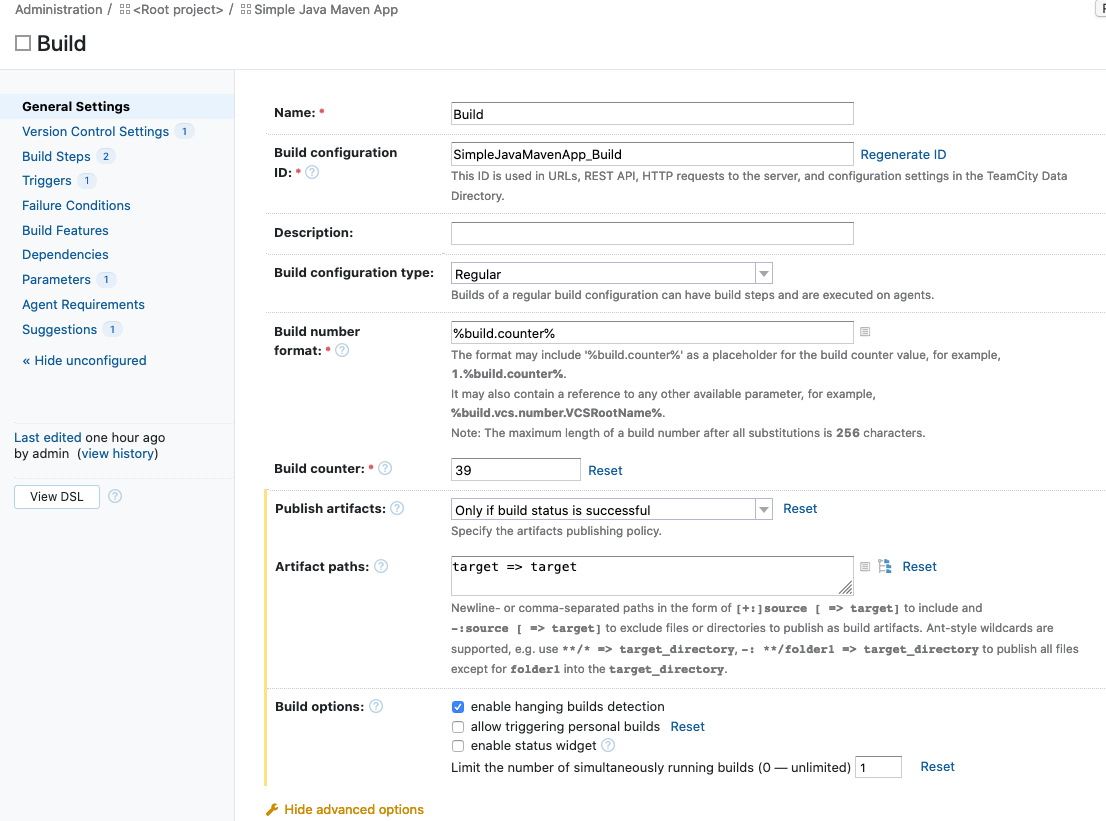 Administration / <Root project> / Simple Java Maven App
Build
General Settings
Version Control Settings 1
Build Steps 2
Triggers 1
Failure Conditions
Build Features
Dependencies
Parameters 1
Agent Requirements
Suggestions 1
« Hide unconfigured
Last edited one hour ago
by admin (view history)
View DSL ?
Name: *
Build
Build configuration
ID: * ?
SimpleJavaMavenApp_Build
Regenerate ID
This ID is used in URLs, REST API, HTTP requests to the server, and configuration settings in the TeamCity Data
Directory.
Description:
Build configuration type:
Regular
Builds of a regular build configuration can have build steps and are executed on agents.
Build number
format: * ?
%build.counter%
The format may include '%build.counter%' as a placeholder for the build counter value, for example,
1.%build.counter%.
It may also contain a reference to any other available parameter, for example,
%build.vcs.number.VCSRootName%.
Note: The maximum length of a build number after all substitutions is 256 characters.
Build counter: * ?
39
Reset
Publish artifacts: ?
Only if build status is successful
Reset
Specify the artifacts publishing policy.
Artifact paths: ?
target => target
Reset
Newline- or comma-separated paths in the form of [+:]source [ => target] to include and
-:source [ => target] to exclude files or directories to publish as build artifacts. Ant-style wildcards are
supported, e.g. use **/* => target_directory, -: **/folder1 => target_directory to publish all files
except for folder1 into the target_directory.
Build options: ?
enable hanging builds detection
allow triggering personal builds Reset
enable status widget ?
Limit the number of simultaneously running builds (0 — unlimited) 1 Reset
Hide advanced options